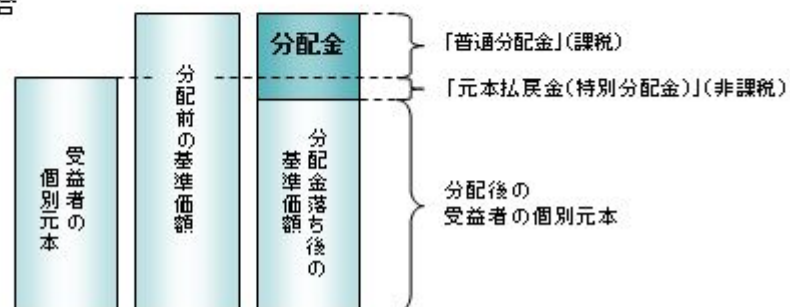 合
分配金
「普通分配金」(課税)
「元本払戻金(特別分配金)」(非課税)
受益者の
個別元本
分配前の基準価額
分配金落ち後の
基準価額
分配後の
受益者の個別元本